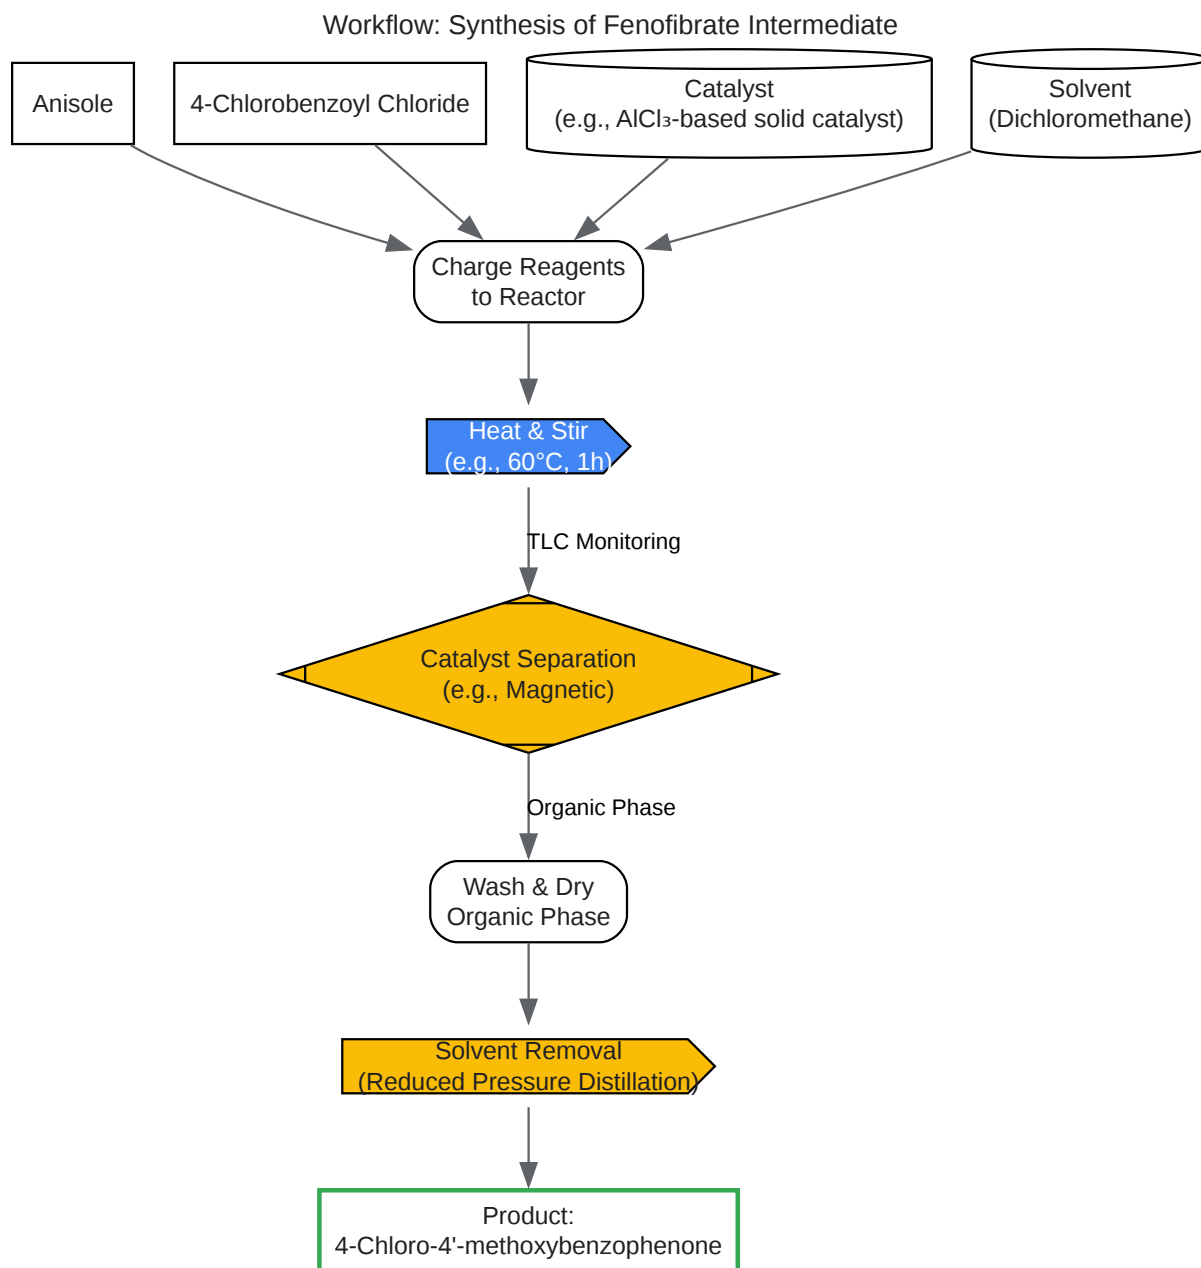 Workflow: Synthesis of Fenofibrate Intermediate
Anisole
4-Chlorobenzoyl Chloride
Catalyst
(e.g., AlCl₃-based solid catalyst)
Solvent
(Dichloromethane)
Charge Reagents
to Reactor
Heat & Stir
(e.g., 60°C, 1h)
TLC Monitoring
Catalyst Separation
(e.g., Magnetic)
Organic Phase
Wash & Dry
Organic Phase
Solvent Removal
(Reduced Pressure Distillation)
Product:
4-Chloro-4'-methoxybenzophenone